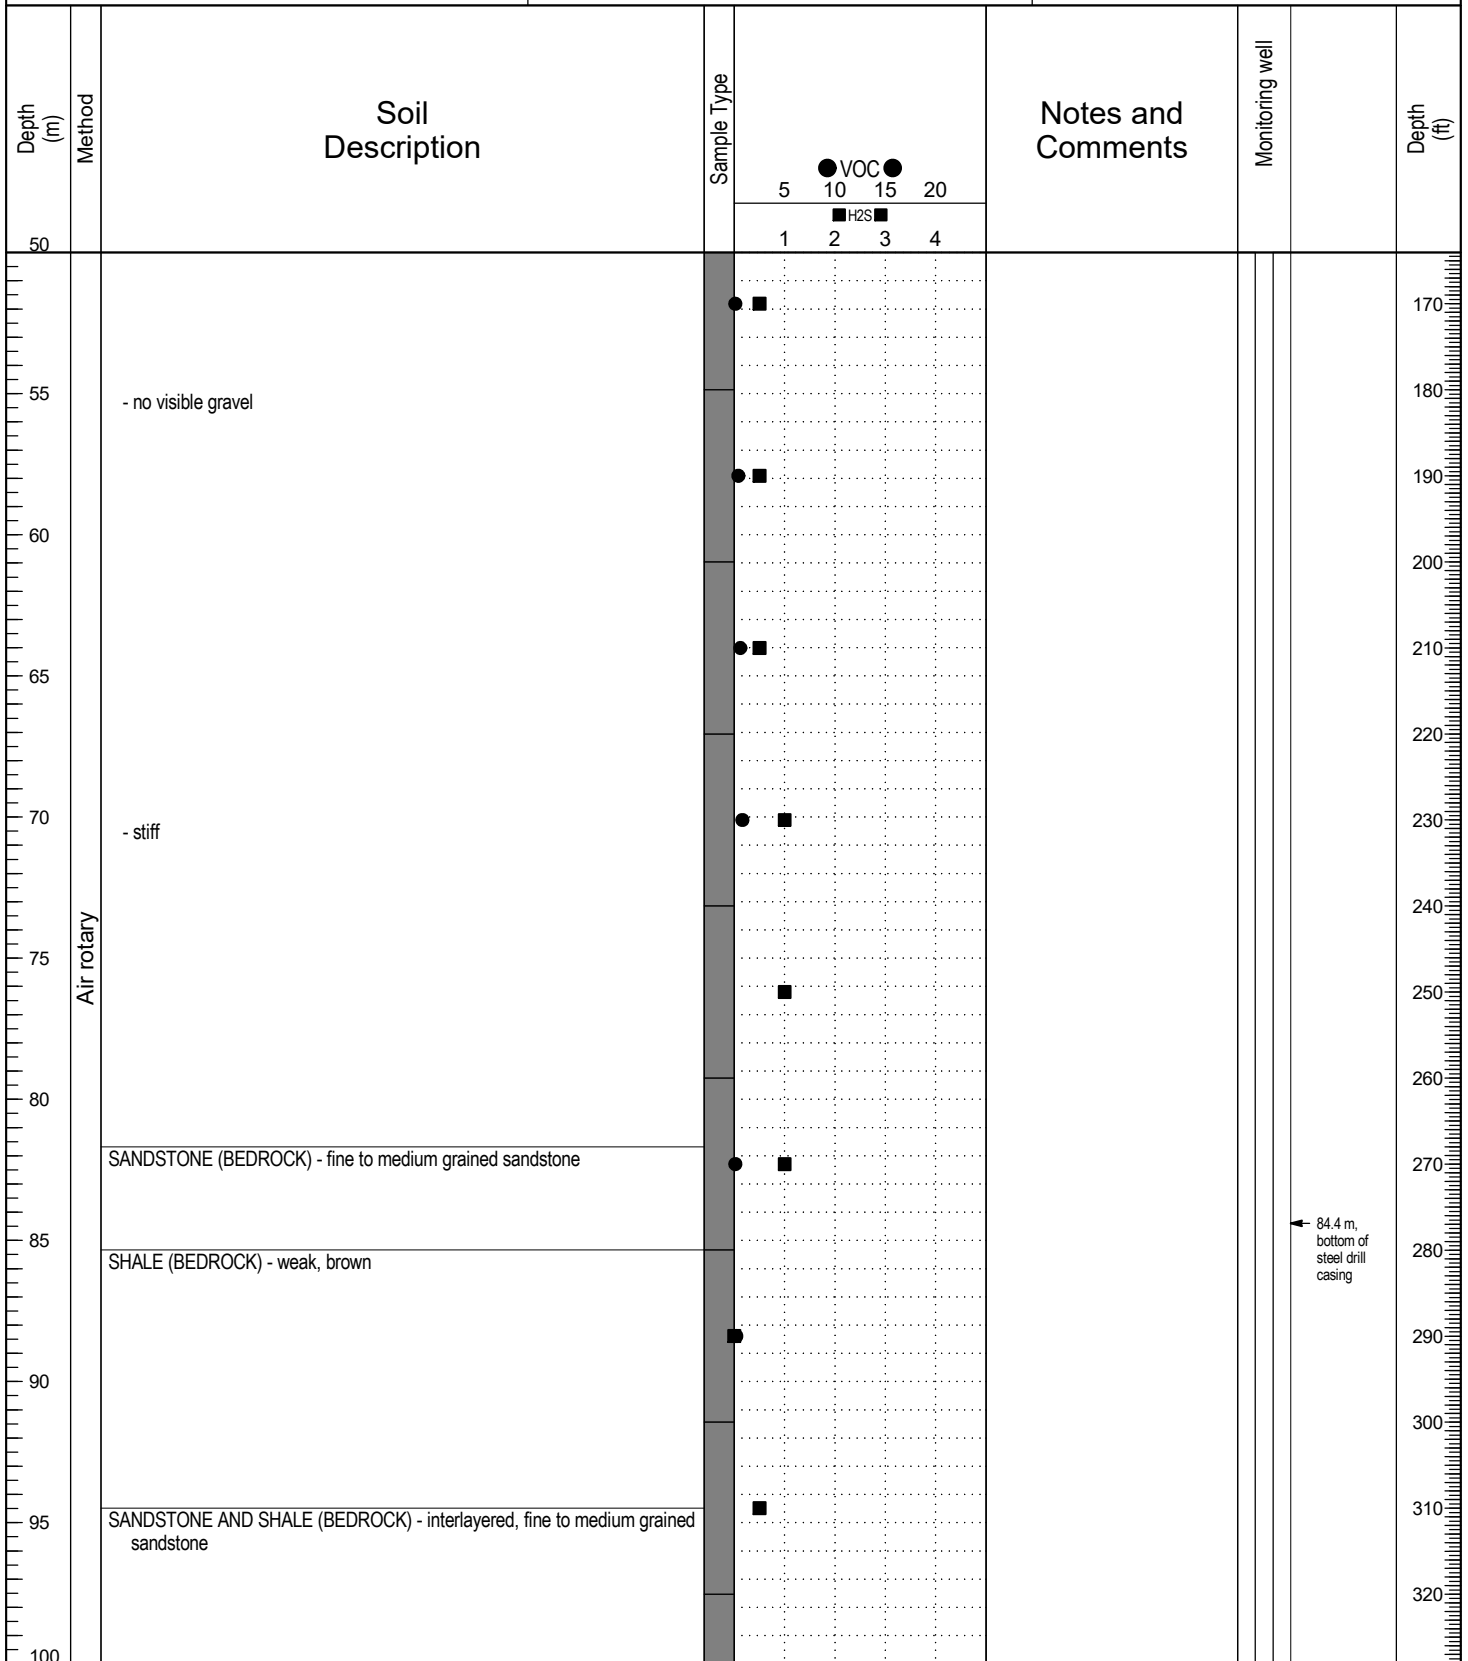 Depth
(m)
Method
Soil
Description
Sample Type
VOC
5 10 15 20
H2S
1 2 3 4
Notes and
Comments
Monitoring well
Depth
(ft)
50
170
55
- no visible gravel
180
190
60
200
210
65
220
70
- stiff
230
240
Air rotary
75
250
260
80
SANDSTONE (BEDROCK) - fine to medium grained sandstone
270
84.4 m,
bottom of
steel drill
casing
85
280
SHALE (BEDROCK) - weak, brown
290
90
300
310
95
SANDSTONE AND SHALE (BEDROCK) - interlayered, fine to medium grained
sandstone
320
100